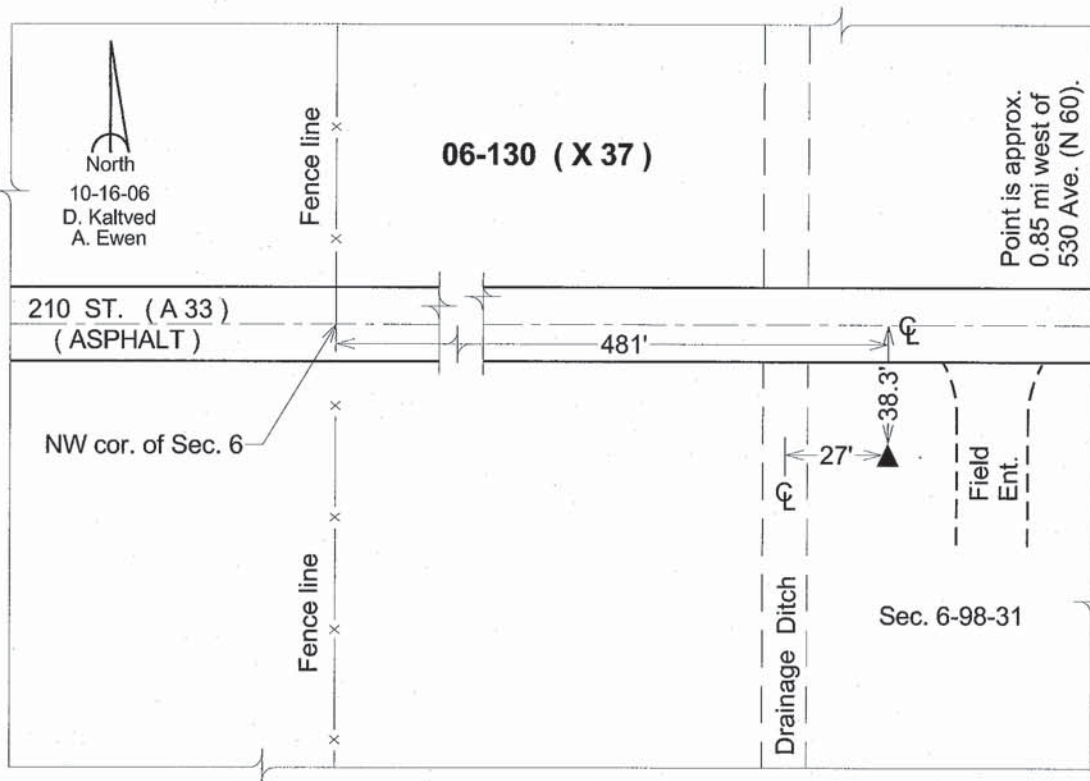 North
10-16-06
D. Kaltved
A. Ewen
Fence line
06-130 ( X 37 )
Point is approx.
0.85 mi west of
530 Ave. (N 60).
210 ST. ( A 33 )
( ASPHALT )
℄
481'
38.3'
NW cor. of Sec. 6
27'
℄
Field
Ent.
Fence line
Drainage Ditch
Sec. 6-98-31